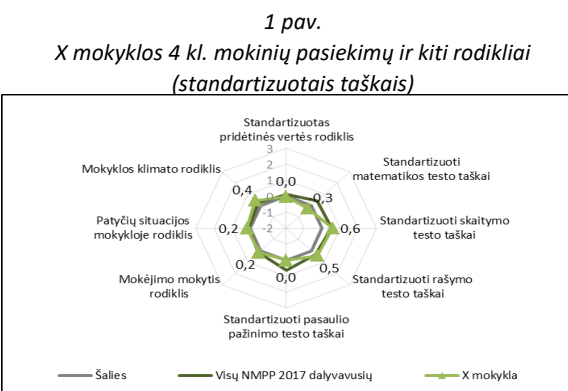 1 pav.
X mokyklos 4 kl. mokinių pasiekimų ir kiti rodikliai
(standartizuotais taškais)
Standartizuotas
pridėtinės vertės rodiklis
Standartizuoti
matematikos testo taškai
Standartizuoti skaitymo
testo taškai
Standartizuoti rašymo
testo taškai
Standartizuoti pasaulio
pažinimo testo taškai
Mokėjimo mokytis
rodiklis
Patyčių situacijos
mokykloje rodiklis
Mokyklos klimato rodiklis
3
2
1
0
-1
-2
0,0
0,3
0,6
0,5
0,0
0,2
0,2
0,4
Šalies
Visų NMPP 2017 dalyvavusių
X mokykla